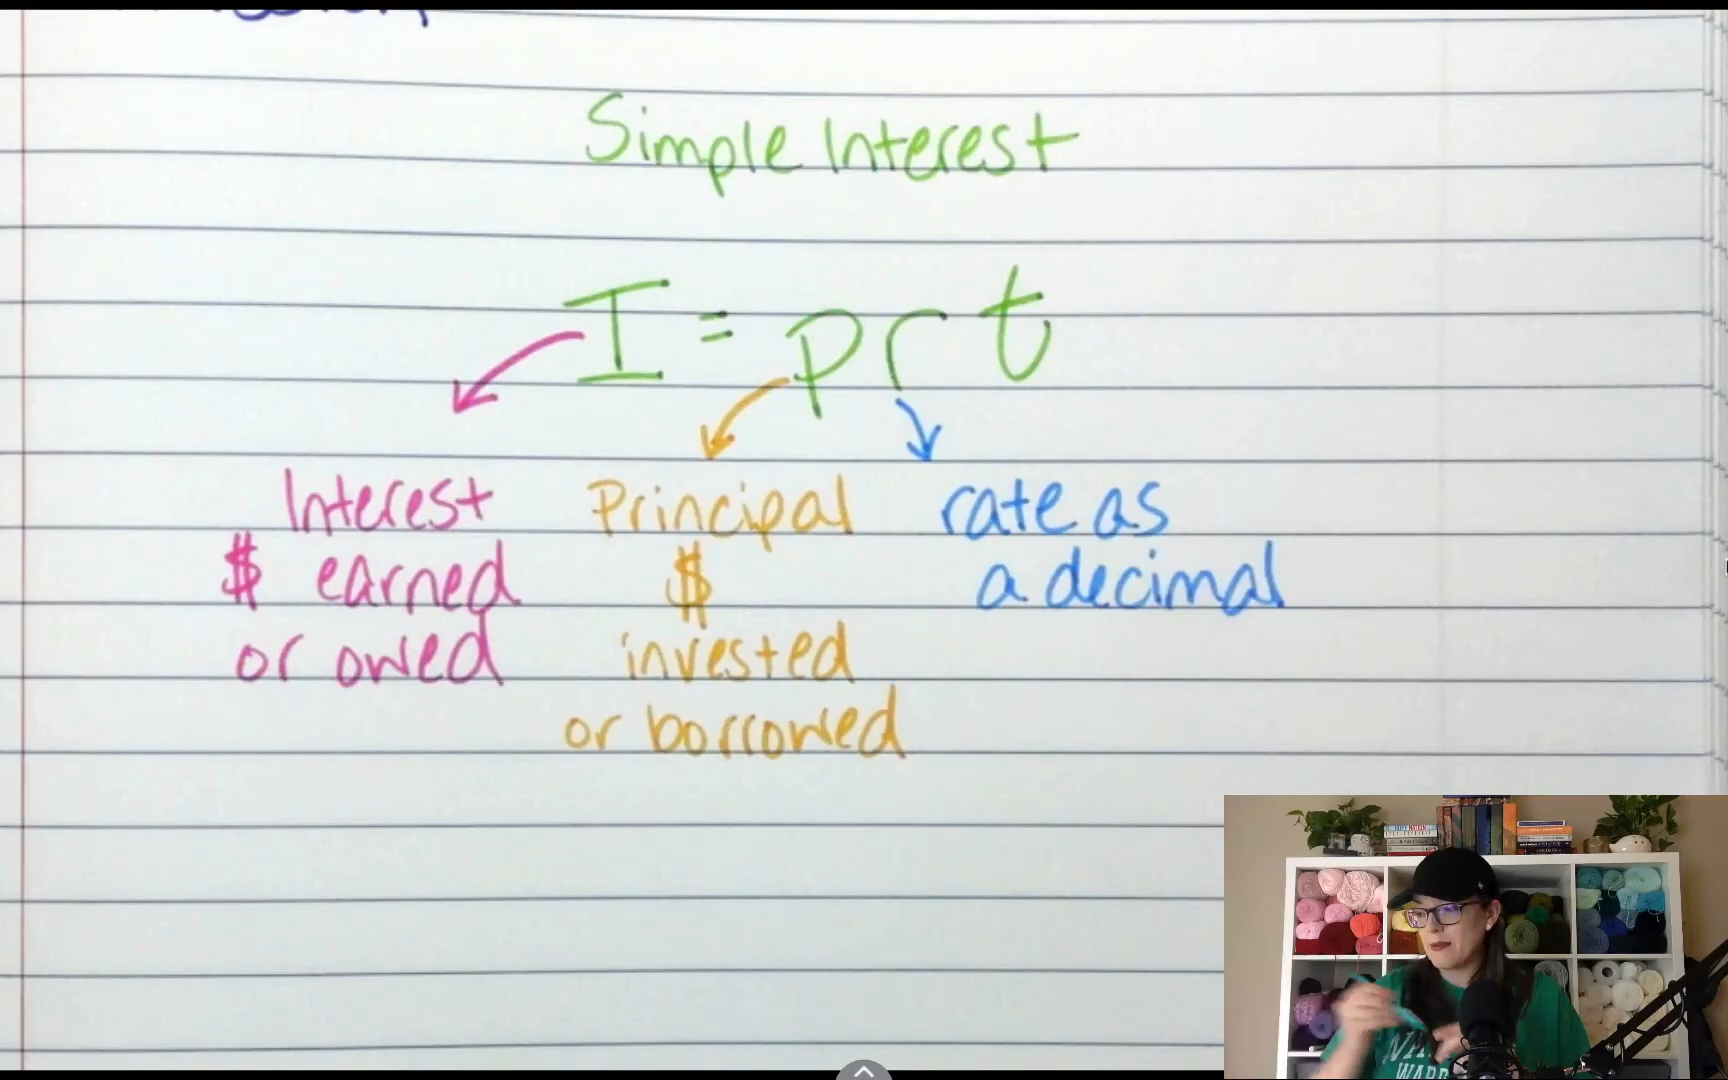 Simple Interest
I = prt
Interest
$ earned
or owed
Principal
$
invested
or borrowed
rate as
a decimal